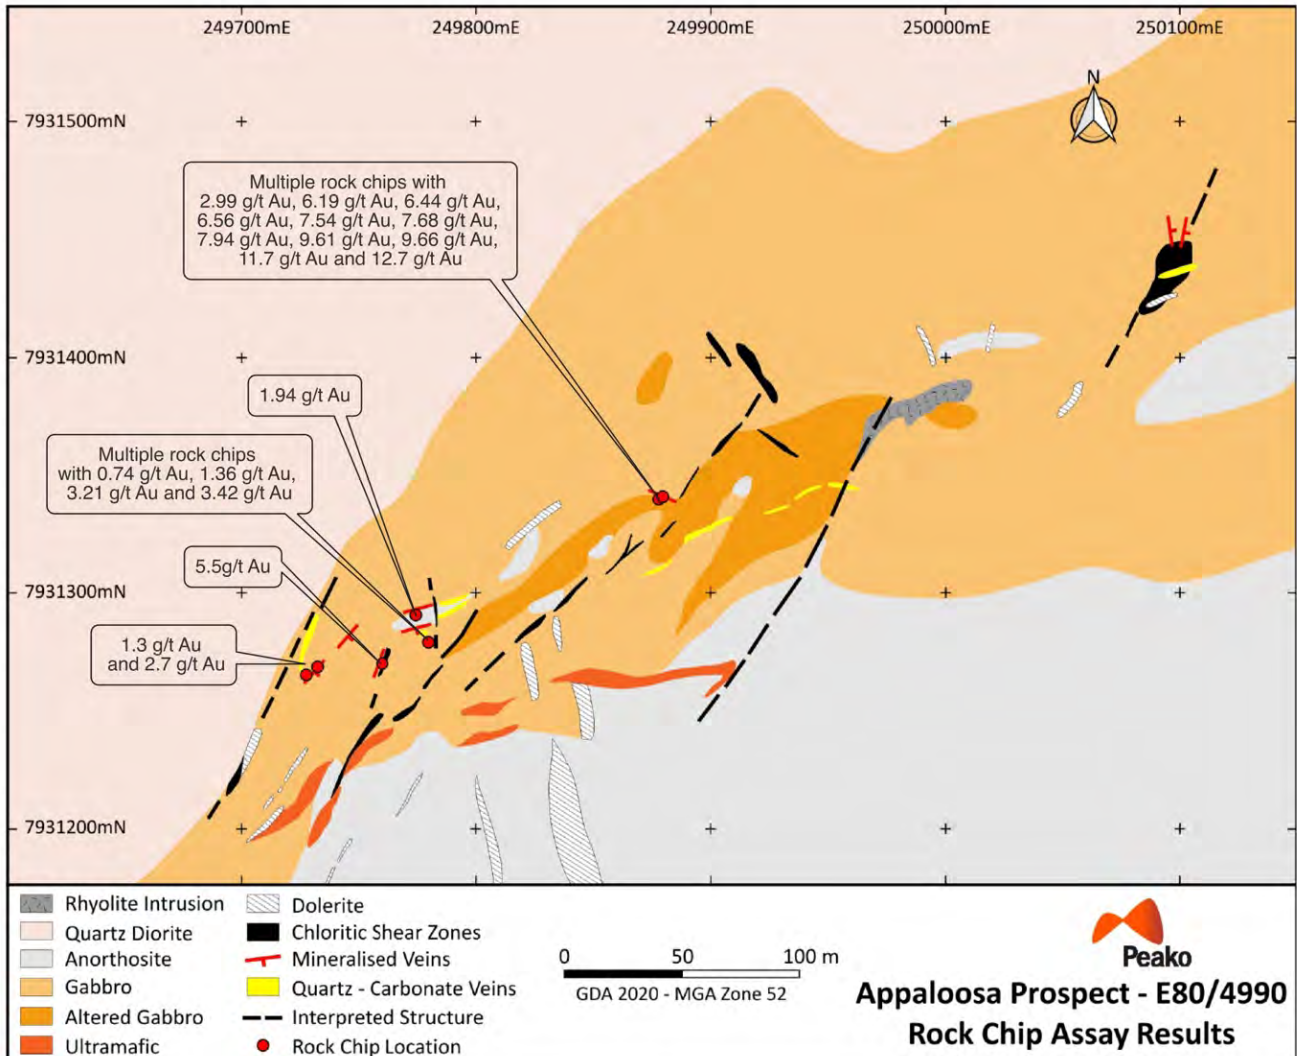 249700mE 249800mE 249900mE 250000mE 250100mE
N
7931500mN
Multiple rock chips with
2.99 g/t Au, 6.19 g/t Au, 6.44 g/t Au,
6.56 g/t Au, 7.54 g/t Au, 7.68 g/t Au,
7.94 g/t Au, 9.61 g/t Au, 9.66 g/t Au,
11.7 g/t Au and 12.7 g/t Au
7931400mN
1.94 g/t Au
Multiple rock chips
with 0.74 g/t Au, 1.36 g/t Au,
3.21 g/t Au and 3.42 g/t Au
5.5g/t Au
7931300mN
1.3 g/t Au
and 2.7 g/t Au
7931200mN
Rhyolite Intrusion
Quartz Diorite
Anorthosite
Gabbro
Altered Gabbro
Ultramafic
Dolerite
Chloritic Shear Zones
Mineralised Veins
Quartz - Carbonate Veins
Interpreted Structure
Rock Chip Location
0 50 100 m
GDA 2020 - MGA Zone 52
Peako
Appaloosa Prospect - E80/4990
Rock Chip Assay Results